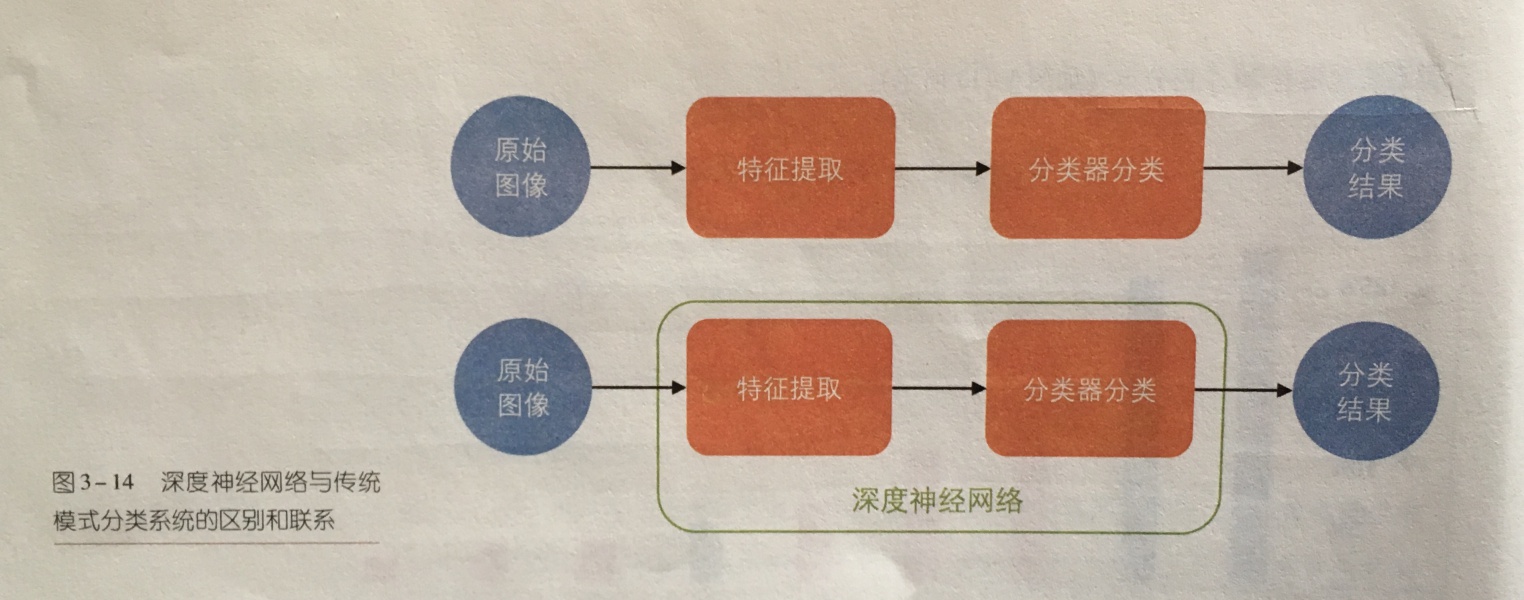 原始
图像
特征提取
分类器分类
分类
结果
原始
图像
特征提取
分类器分类
分类
结果
深度神经网络
图3-14 深度神经网络与传统
模式分类系统的区别和联系